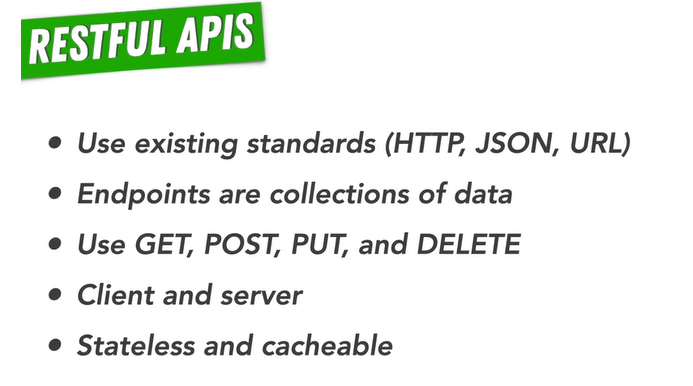 RESTFUL APIS
• Use existing standards (HTTP, JSON, URL)
• Endpoints are collections of data
• Use GET, POST, PUT, and DELETE
• Client and server
• Stateless and cacheable